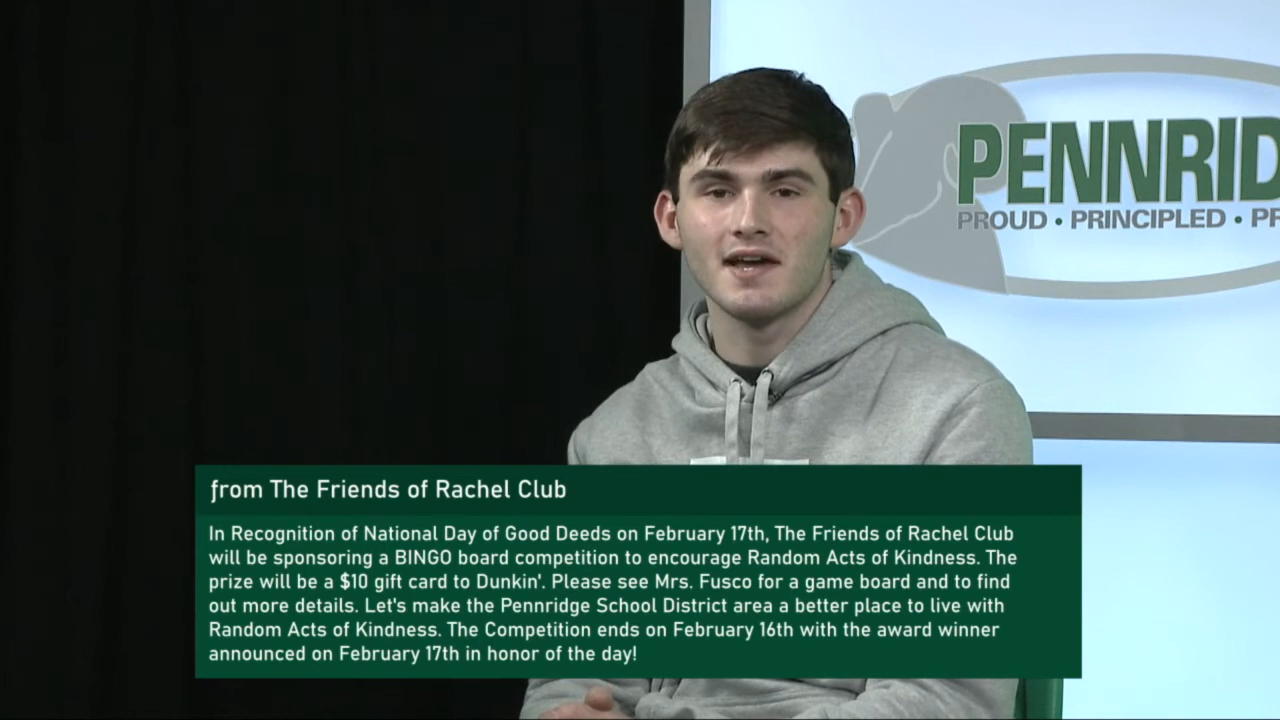 PENNRID
PROUD • PRINCIPLED • PR
from The Friends of Rachel Club
In Recognition of National Day of Good Deeds on February 17th, The Friends of Rachel Club
will be sponsoring a BINGO board competition to encourage Random Acts of Kindness. The
prize will be a $10 gift card to Dunkin'. Please see Mrs. Fusco for a game board and to find
out more details. Let's make the Pennridge School District area a better place to live with
Random Acts of Kindness. The Competition ends on February 16th with the award winner
announced on February 17th in honor of the day!